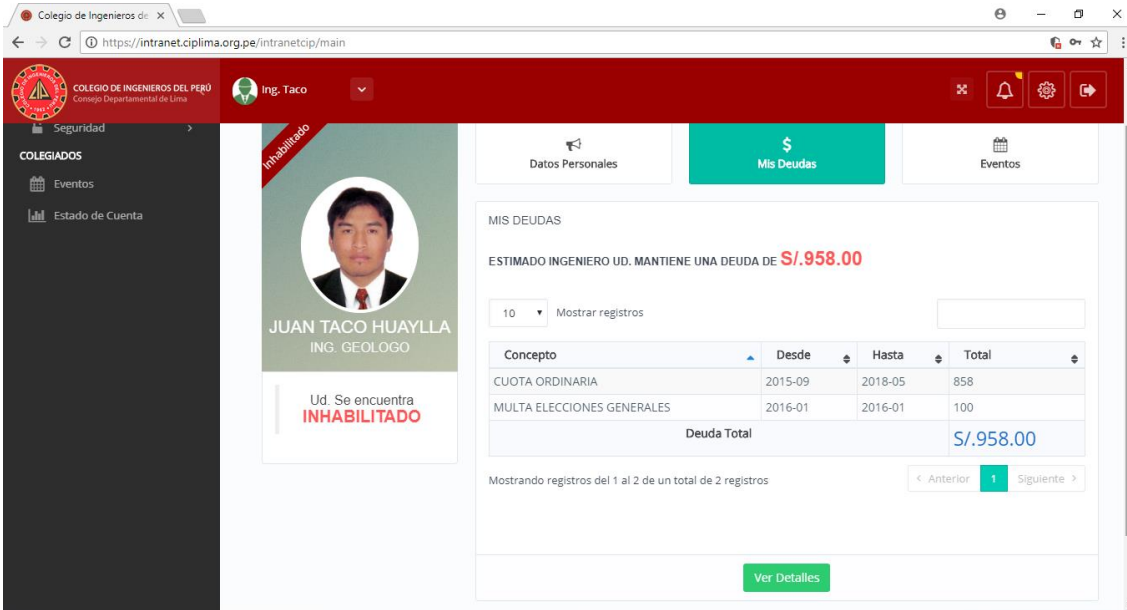 Colegio de Ingenieros de
https://intranet.ciplima.org.pe/intranetcip/main
COLEGIO DE INGENIEROS DEL PERÚ
Consejo Departamental de Lima
Ing. Taco
Seguridad
COLEGIADOS
Eventos
Estado de Cuenta
Inhabilitado
JUAN TACO HUAYLLA
ING. GEOLOGO
Ud. Se encuentra
INHABILITADO
Datos Personales
Mis Deudas
Eventos
MIS DEUDAS
ESTIMADO INGENIERO UD. MANTIENE UNA DEUDA DE S/.958.00
10 Mostrar registros
Concepto Desde Hasta Total
CUOTA ORDINARIA 2015-09 2018-05 858
MULTA ELECCIONES GENERALES 2016-01 2016-01 100
Deuda Total S/.958.00
Mostrando registros del 1 al 2 de un total de 2 registros
< Anterior 1 Siguiente >
Ver Detalles